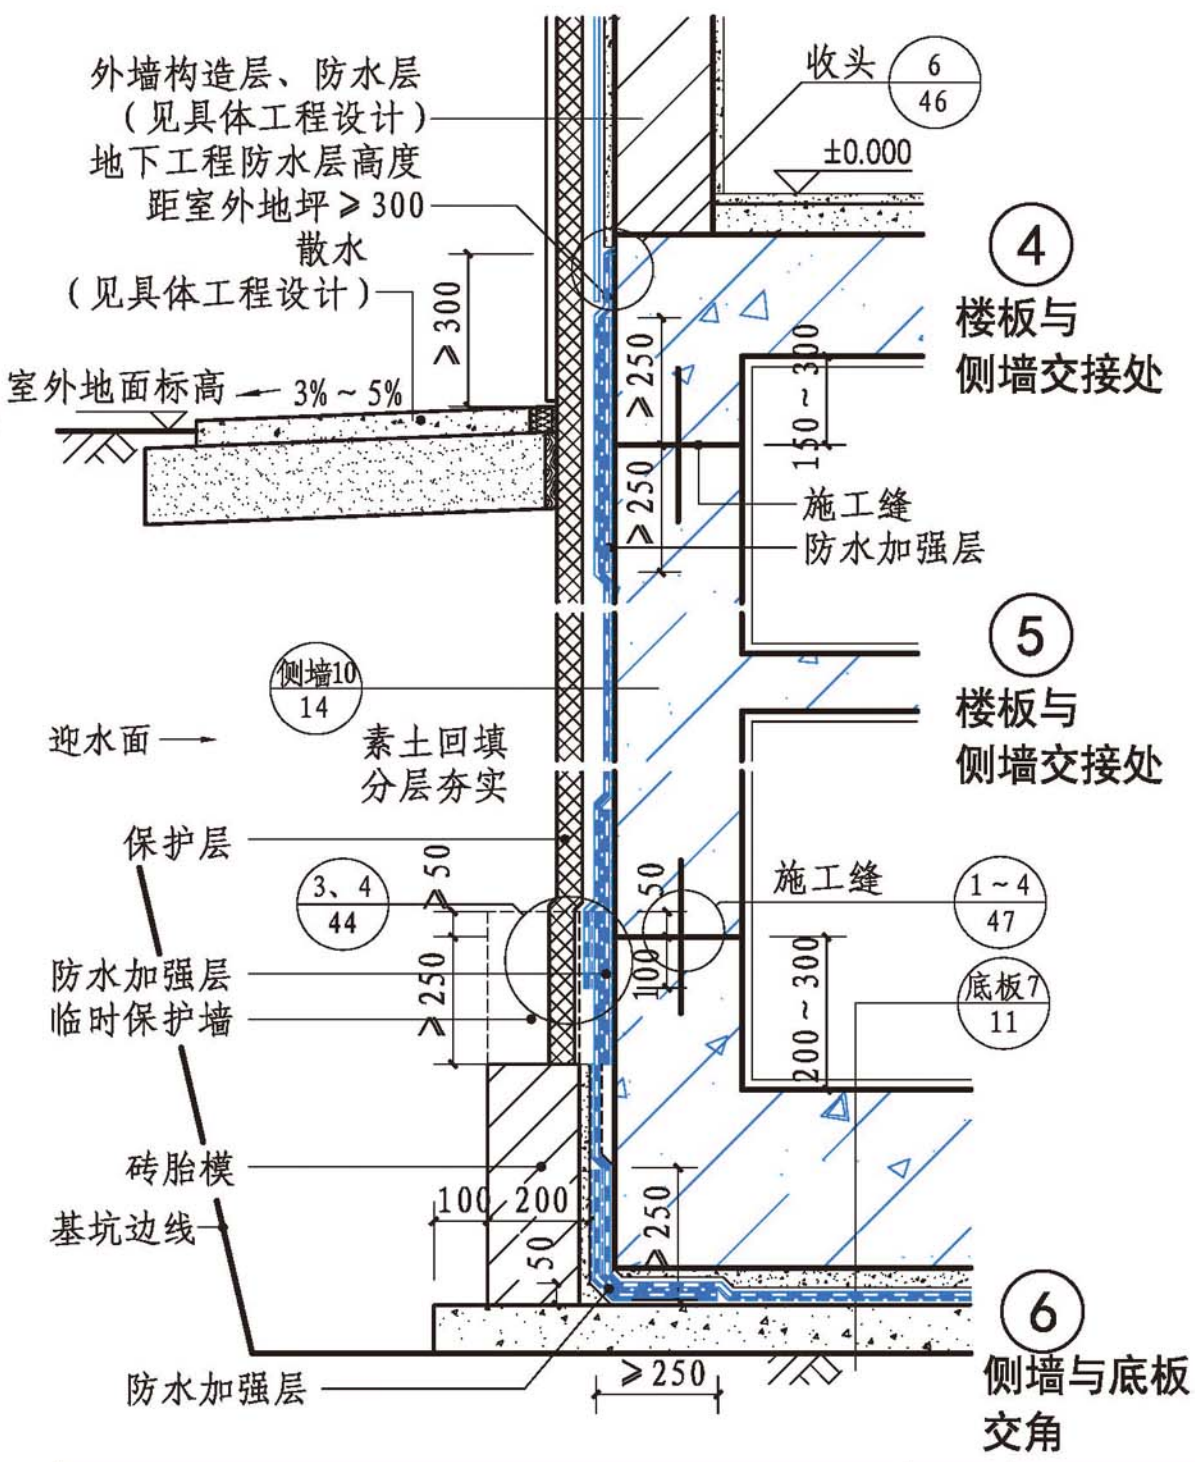 外墙构造层、防水层
（见具体工程设计）
地下工程防水层高度
距室外地坪≥300
散水
（见具体工程设计）
收头
6
46
±0.000
≥300
室外地面标高
3%~5%
④
楼板与
侧墙交接处
≥250
150~300
≥250
施工缝
防水加强层
⑤
楼板与
侧墙交接处
侧墙10
14
迎水面
素土回填
分层夯实
保护层
3、4
44
≥50
50
施工缝
1~4
47
防水加强层
临时保护墙
≥250
100
200~300
底板7
11
砖胎模
基坑边线
100
200
50
≥250
⑥
侧墙与底板
交角
防水加强层
≥250